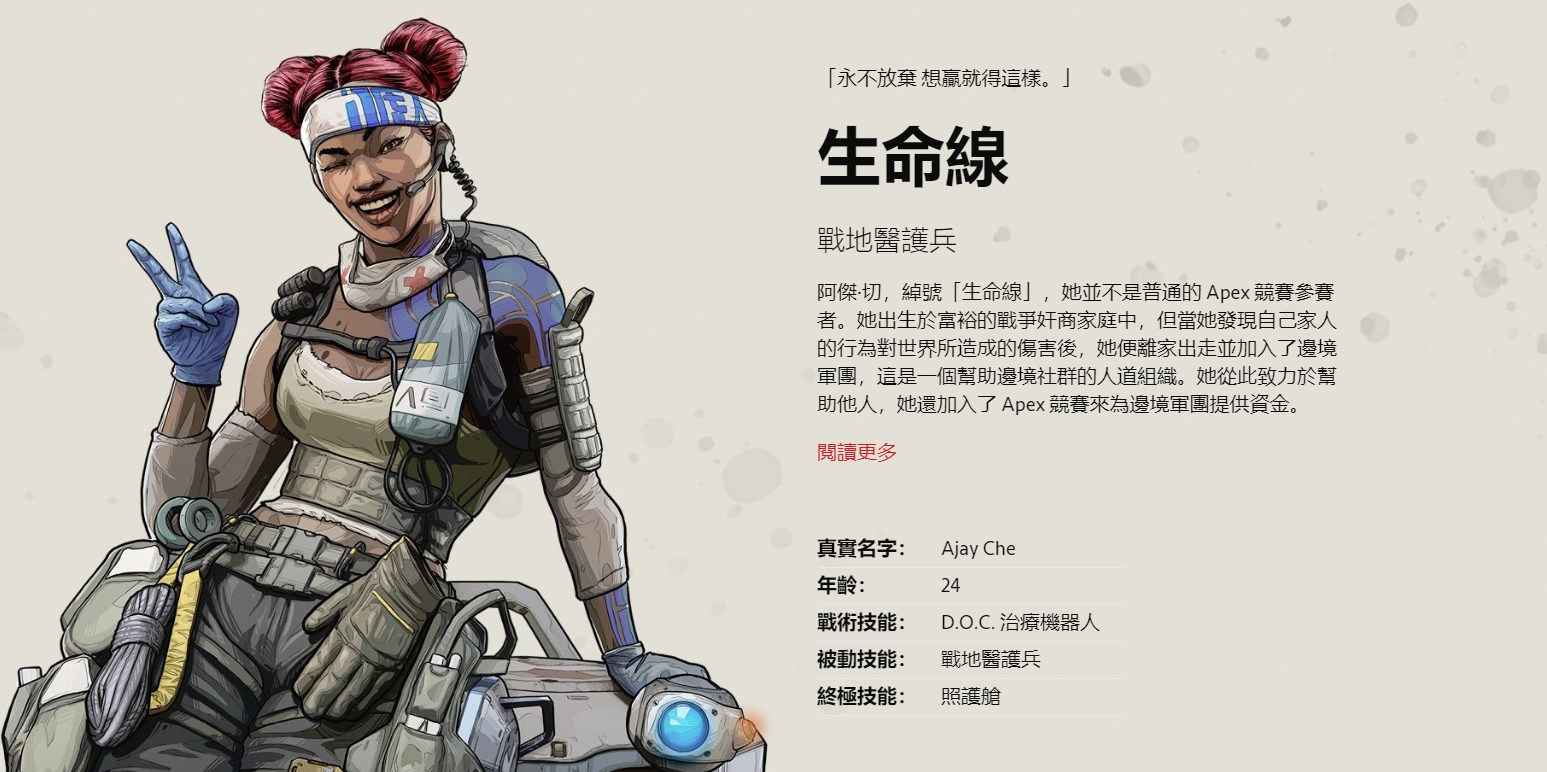 「永不放棄 想贏就得這樣。」
生命線
戰地醫護兵
阿傑·切，綽號「生命線」，她並不是普通的 Apex 競賽參賽
者。她出生於富裕的戰爭奸商家庭中，但當她發現自己家人
的行為對世界所造成的傷害後，她便離家出走並加入了邊境
軍團，這是一個幫助邊境社群的人道組織。她從此致力於幫
助他人，她還加入了 Apex 競賽來為邊境軍團提供資金。
閱讀更多
真實名字： Ajay Che
年齡： 24
戰術技能： D.O.C. 治療機器人
被動技能： 戰地醫護兵
終極技能： 照護艙